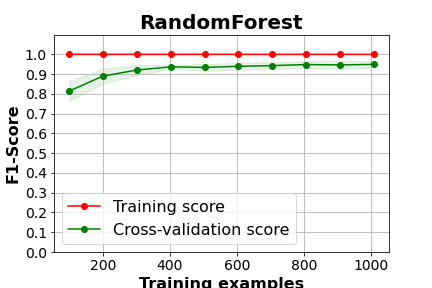 RandomForest
1.0
0.9
0.8
0.7
0.6
0.5
0.4
0.3
0.2
0.1
0.0
F1-Score
Training score
Cross-validation score
200 400 600 800 1000
Training examples